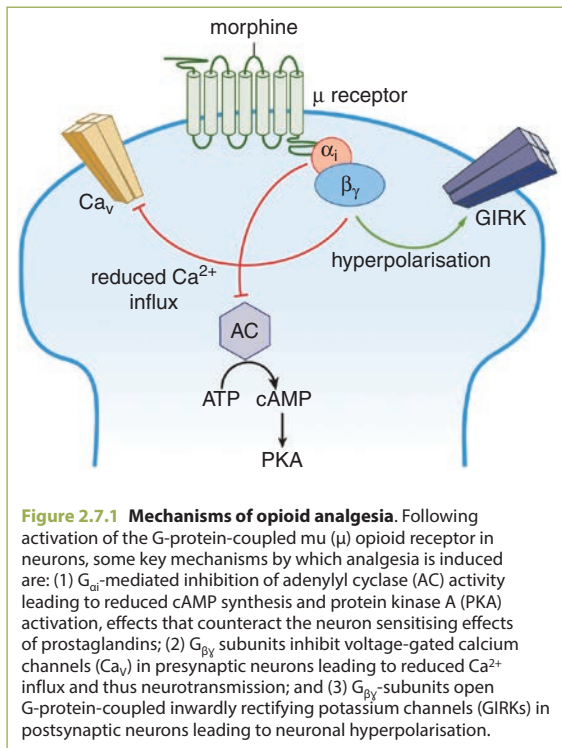 morphine
μ receptor
αi
βγ
Cav
GIRK
hyperpolarisation
reduced Ca2+
influx
AC
ATP cAMP
PKA
Figure 2.7.1 Mechanisms of opioid analgesia. Following
activation of the G-protein-coupled mu (μ) opioid receptor in
neurons, some key mechanisms by which analgesia is induced
are: (1) Gαi-mediated inhibition of adenylyl cyclase (AC) activity
leading to reduced cAMP synthesis and protein kinase A (PKA)
activation, effects that counteract the neuron sensitising effects
of prostaglandins; (2) Gβγ subunits inhibit voltage-gated calcium
channels (CaV) in presynaptic neurons leading to reduced Ca2+
influx and thus neurotransmission; and (3) Gβγ-subunits open
G-protein-coupled inwardly rectifying potassium channels (GIRKs) in
postsynaptic neurons leading to neuronal hyperpolarisation.